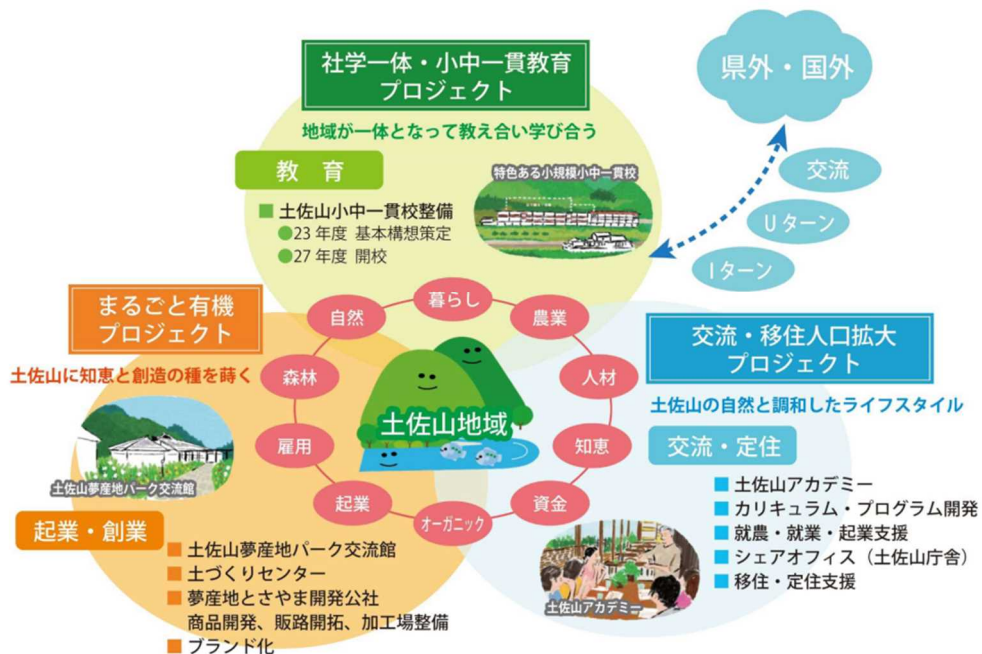 社学一体・小中一貫教育
プロジェクト
地域が一体となって教え合い学び合う
教 育
特色ある小規模小中一貫校
■ 土佐山小中一貫校整備
●23 年度 基本構想策定
●27 年度 開校
県外・国外
交流
Uターン
Iターン
まるごと有機
プロジェクト
土佐山に知恵と創造の種を蒔く
土佐山夢産地パーク交流館
起業・創業
■ 土佐山夢産地パーク交流館
■ 土づくりセンター
■ 夢産地とさやま開発公社
商品開発、販路開拓、加工場整備
■ ブランド化
暮らし
自然
農業
森林
人材
雇用
知恵
起業
資金
オーガニック
土佐山地域
交流・移住人口拡大
プロジェクト
土佐山の自然と調和したライフスタイル
交流・定住
■ 土佐山アカデミー
■ カリキュラム・プログラム開発
■ 就農・就業・起業支援
■ シェアオフィス（土佐山庁舎）
■ 移住・定住支援
土佐山アカデミー